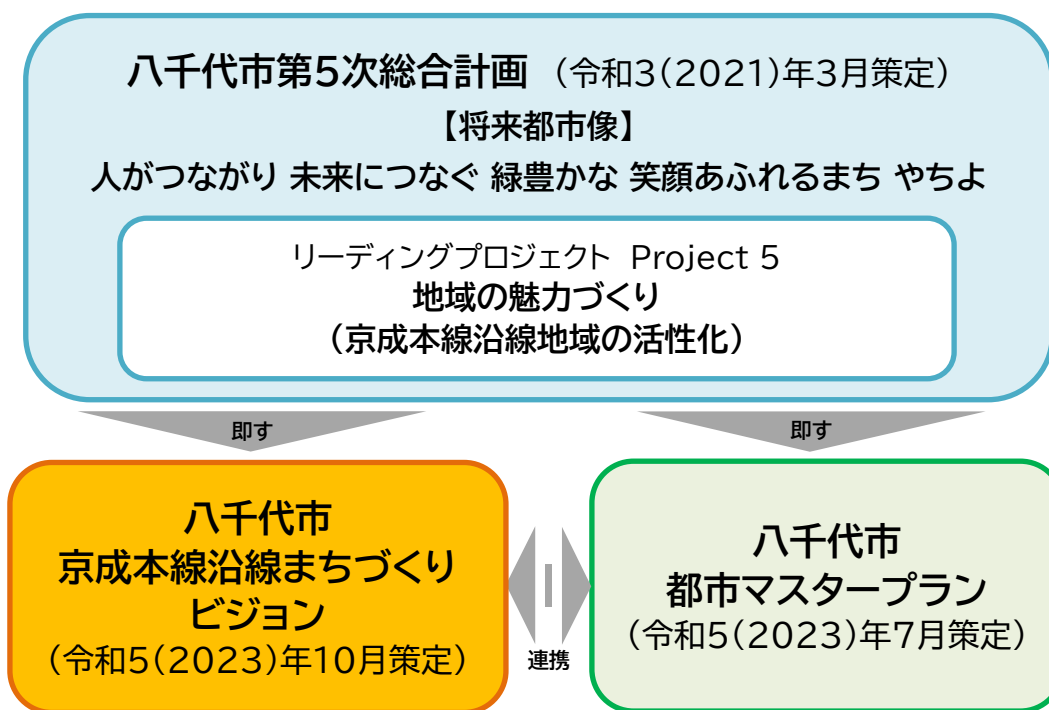 八千代市第5次総合計画 （令和3(2021)年3月策定）
【将来都市像】
人がつながり 未来につなぐ 緑豊かな 笑顔あふれるまち やちよ
リーディングプロジェクト Project 5
地域の魅力づくり
（京成本線沿線地域の活性化）
即す
即す
八千代市
京成本線沿線まちづくり
ビジョン
（令和5(2023)年10月策定）
連携
八千代市
都市マスタープラン
（令和5(2023)年7月策定）